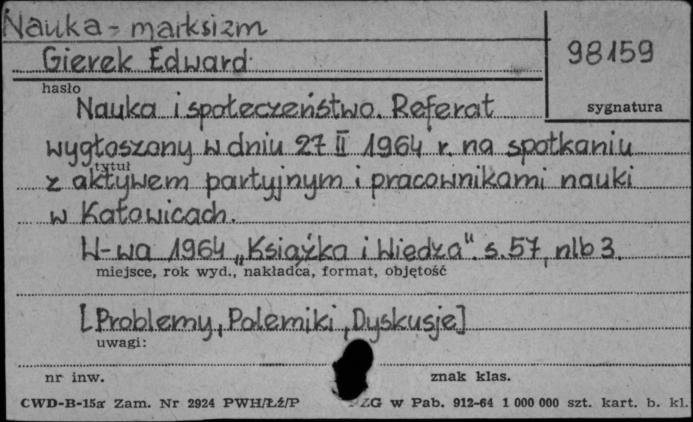 Nauka - marksizm
Gierek Edward
98159
hasło
sygnatura
Nauka i społeczeństwo. Referat
wygłoszony w dniu 27 II 1964 r. na spotkaniu
tytuł
z aktywem partyjnym i pracownikami nauki
w Katowicach.
W-wa 1964 „Książka i Wiedza". s. 57, nlb 3.
miejsce, rok wyd., nakładca, format, objętość
[Problemy, Polemiki, Dyskusje]
uwagi:
nr inw.
znak klas.
CWD-B-15a Zam. Nr 2924 PWH/Łź/P ZG w Pab. 912-64 1 000 000 szt. kart. b. kl.